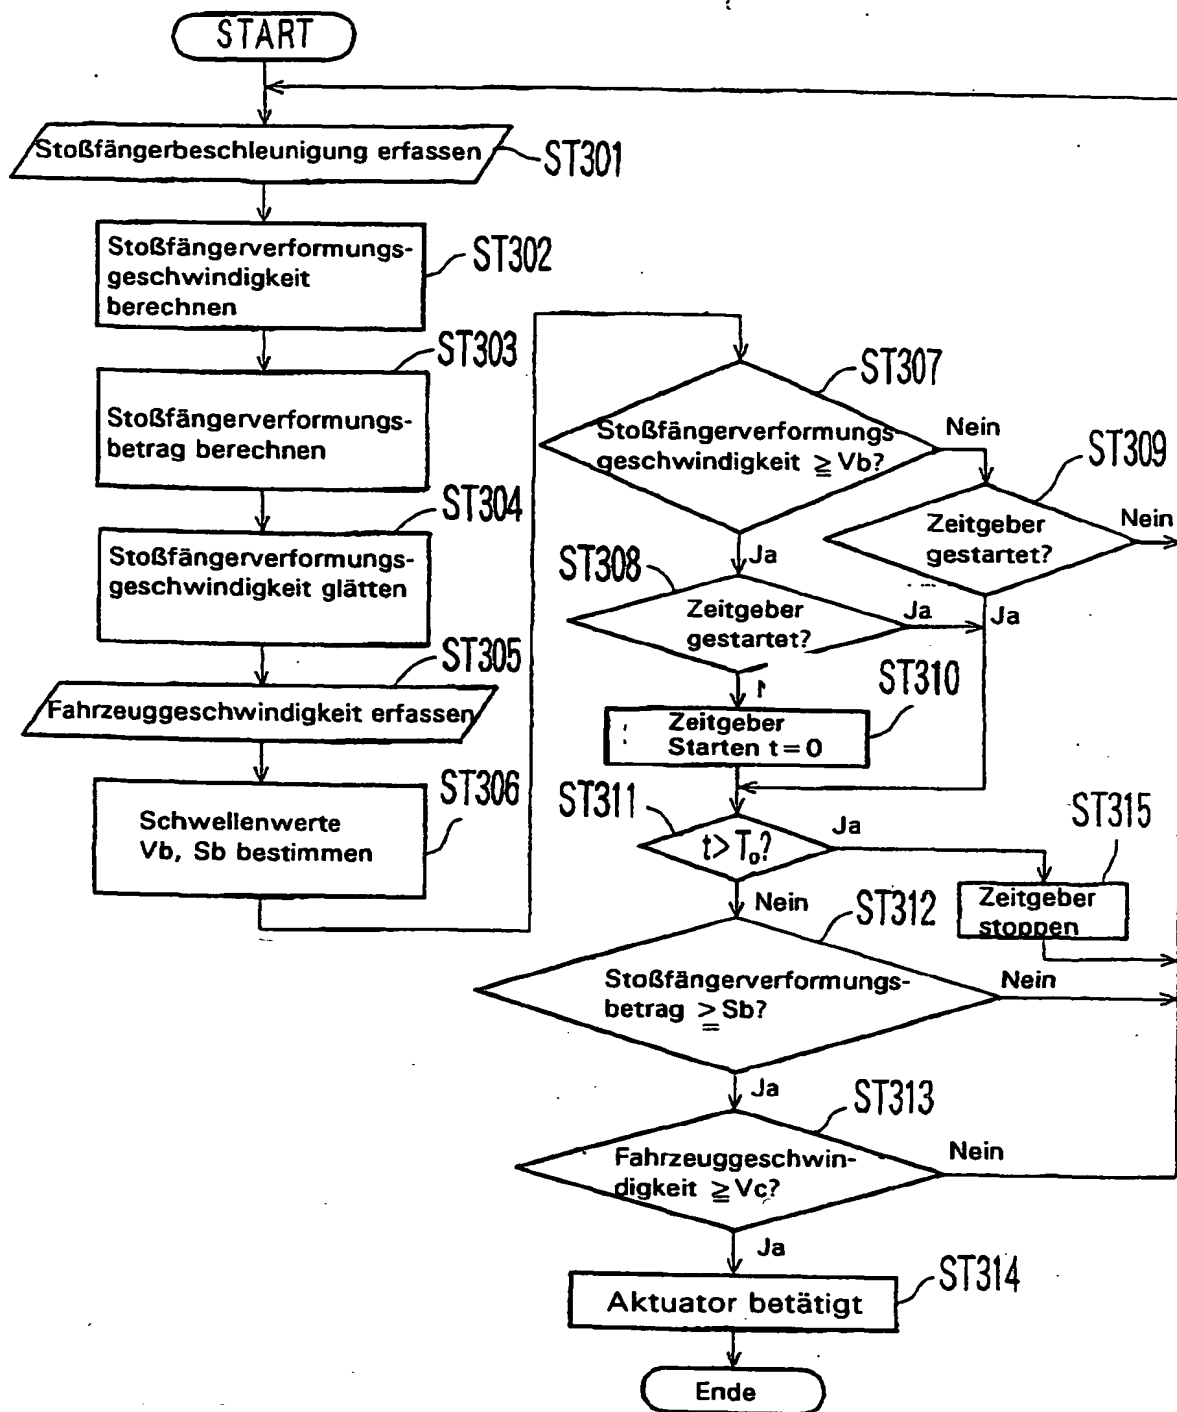 START
Stoßfängerbeschleunigung erfassen
ST301
Stoßfängerverformungs-
geschwindigkeit
berechnen
ST302
Stoßfängerverformungs-
betrag berechnen
ST303
Stoßfängerverformungs-
geschwindigkeit glätten
ST304
Fahrzeuggeschwindigkeit erfassen
ST305
Schwellenwerte
Vb, Sb bestimmen
ST306
Stoßfängerverformungs
geschwindigkeit ≧ Vb?
ST307
Nein
Ja
Zeitgeber
gestartet?
ST309
Nein
Ja
ST308
Zeitgeber
gestartet?
Ja
ST310
Zeitgeber
Starten t = 0
ST311
t > T₀?
Ja
Nein
ST315
Zeitgeber
stoppen
ST312
Stoßfängerverformungs-
betrag ≧ Sb?
Nein
Ja
ST313
Fahrzeuggeschwin-
digkeit ≧ Vc?
Nein
Ja
ST314
Aktuator betätigt
Ende